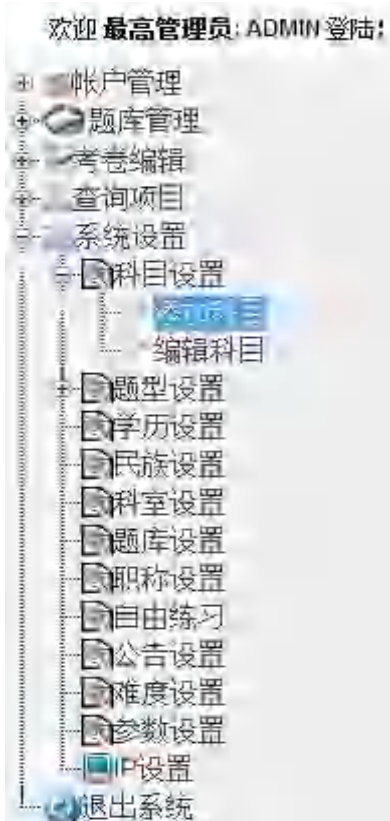 欢迎 最高管理员: ADMIN 登陆!
帐户管理
题库管理
考卷编辑
查询项目
系统设置
科目设置
科目
编辑科目
题型设置
学历设置
民族设置
科室设置
题库设置
职称设置
自由练习
公告设置
难度设置
参数设置
IP设置
退出系统